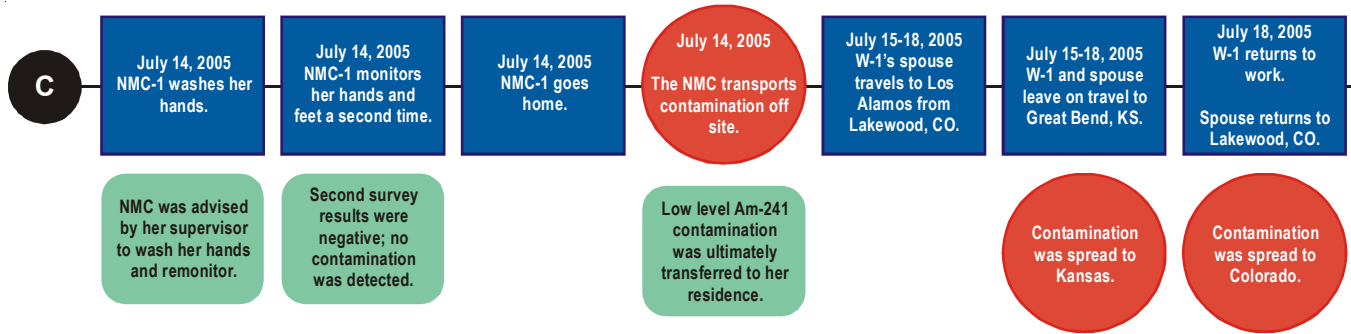 C
July 14, 2005
NMC-1 washes her
hands.
July 14, 2005
NMC-1 monitors
her hands and
feet a second time.
July 14, 2005
NMC-1 goes
home.
July 14, 2005
The NMC transports
contamination off
site.
July 15-18, 2005
W-1's spouse
travels to Los
Alamos from
Lakewood, CO.
July 15-18, 2005
W-1 and spouse
leave on travel to
Great Bend, KS.
July 18, 2005
W-1 returns to
work.
Spouse returns to
Lakewood, CO.
NMC was advised
by her supervisor
to wash her hands
and remonitor.
Second survey
results were
negative; no
contamination
was detected.
Low level Am-241
contamination
was ultimately
transferred to her
residence.
Contamination
was spread to
Kansas.
Contamination
was spread to
Colorado.